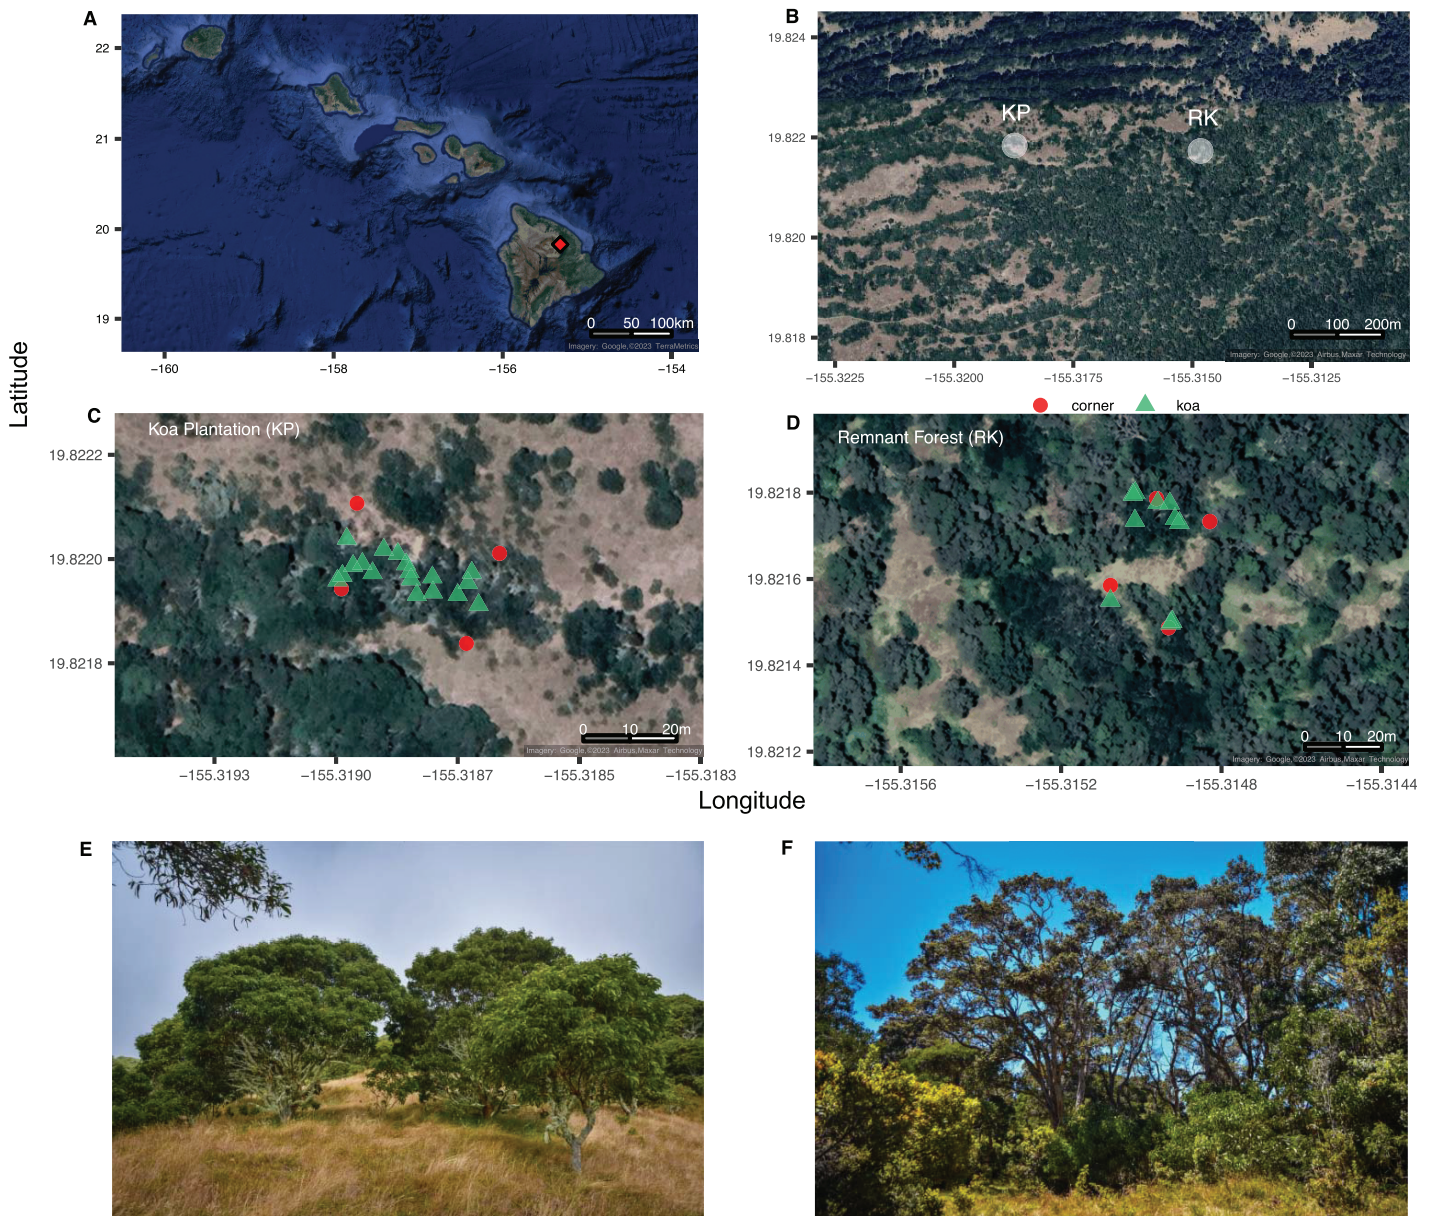 A
22
21
20
19
−160
−158
−156
−154
0 50 100km
Imagery: Google,©2023 TerraMetrics
B
19.824
19.822
19.820
19.818
KP
RK
−155.3225
−155.3200
−155.3175
−155.3150
−155.3125
0 100 200m
Imagery: Google,©2023 Airbus,Maxar Technology
Latitude
corner koa
C
Koa Plantation (KP)
19.8222
19.8220
19.8218
−155.3193
−155.3190
−155.3187
−155.3185
−155.3183
0 10 20m
Imagery: Google,©2023 Airbus,Maxar Technology
D
Remnant Forest (RK)
19.8218
19.8216
19.8214
19.8212
−155.3156
−155.3152
−155.3148
−155.3144
0 10 20m
Imagery: Google,©2023 Airbus,Maxar Technology
Longitude
E
F